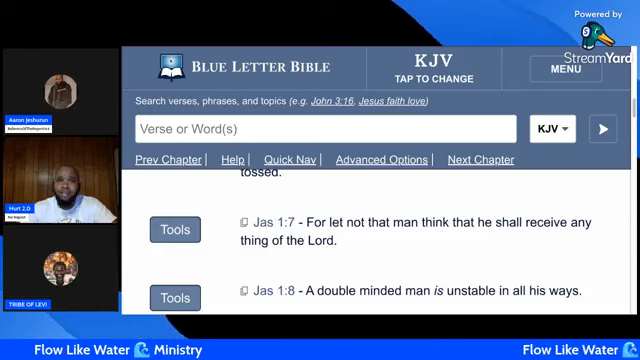 Powered by
StreamYard
BLUE LETTER BIBLE
KJV
TAP TO CHANGE
MENU
Search verses, phrases, and topics (e.g. John 3:16, Jesus faith love)
Verse or Word(s)
KJV
Prev Chapter | Help | Quick Nav | Advanced Options | Next Chapter
tossed.
Tools
Jas 1:7 - For let not that man think that he shall receive any
thing of the Lord.
Tools
Jas 1:8 - A double minded man is unstable in all his ways.
Aaron Jeshurun
Hurt 2.0
TRIBE OF LEVI
Flow Like Water 🌊 Ministry
Flow Like Water 🌊